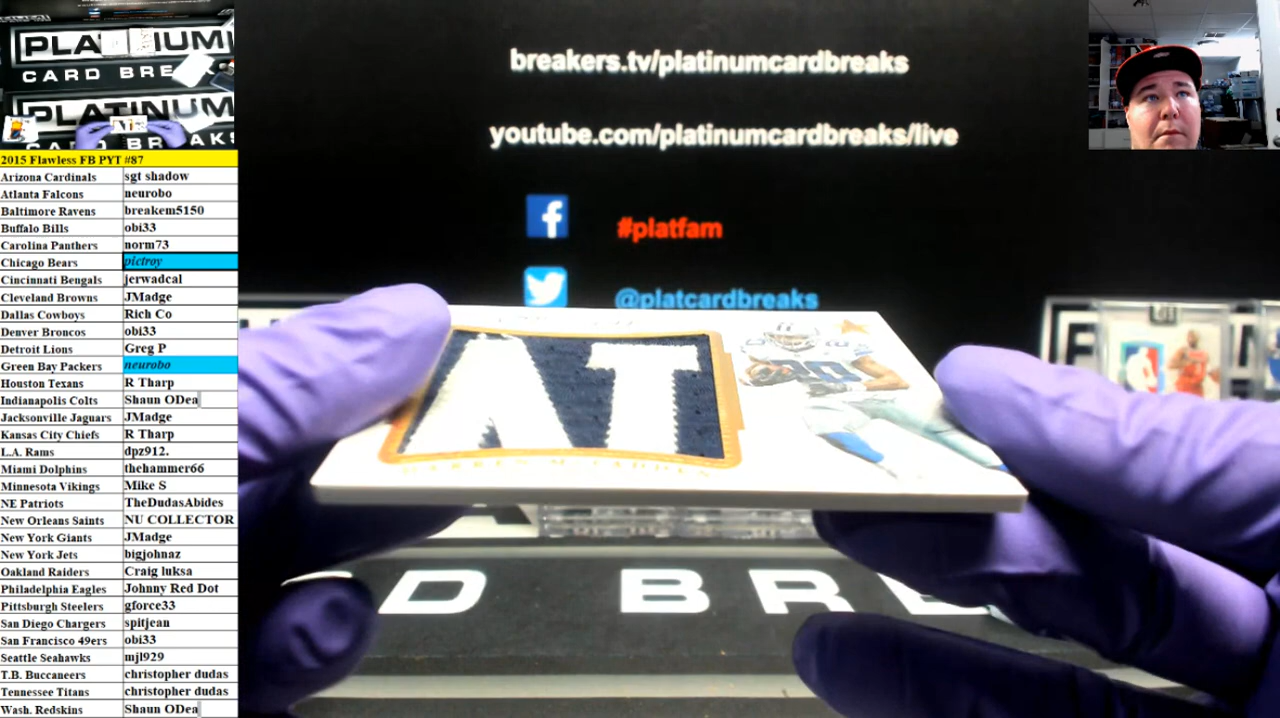 PLATINUM
CARD BRE
PLATINUM
BREAKS
2015 Flawless FB PYT #87
Arizona Cardinals sgt shadow
Atlanta Falcons neurobo
Baltimore Ravens breakem5150
Buffalo Bills obi33
Carolina Panthers norm73
Chicago Bears pictroy
Cincinnati Bengals jerwadcal
Cleveland Browns JMadge
Dallas Cowboys Rich Co
Denver Broncos obi33
Detroit Lions Greg P
Green Bay Packers neurobo
Houston Texans R Tharp
Indianapolis Colts Shaun ODea
Jacksonville Jaguars JMadge
Kansas City Chiefs R Tharp
L.A. Rams dpz912.
Miami Dolphins thehammer66
Minnesota Vikings Mike S
NE Patriots TheDudasAbides
New Orleans Saints NU COLLECTOR
New York Giants JMadge
New York Jets bigjohnaz
Oakland Raiders Craig luksa
Philadelphia Eagles Johnny Red Dot
Pittsburgh Steelers gforce33
San Diego Chargers spitjean
San Francisco 49ers obi33
Seattle Seahawks mjl929
T.B. Buccaneers christopher dudas
Tennessee Titans christopher dudas
Wash. Redskins Shaun ODea
breakers.tv/platinumcardbreaks
youtube.com/platinumcardbreaks/live
f #platfam
@platcardbreaks
AT
20
DARREN MCFADDEN
D BRE